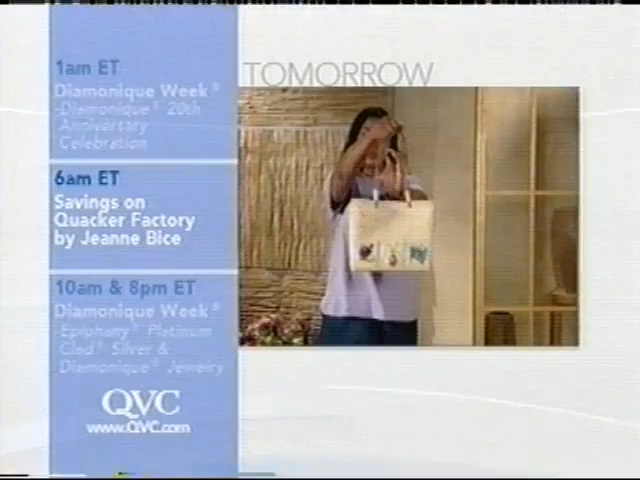 1am ET
Diamonique Week®
-Diamonique® 20th
Anniversary
Celebration
TOMORROW
6am ET
Savings on
Quacker Factory
by Jeanne Bice
10am & 8pm ET
Diamonique Week®
Epiphany® Platinum
Clad® Silver &
Diamonique® Jewelry
QVC
www.QVC.com